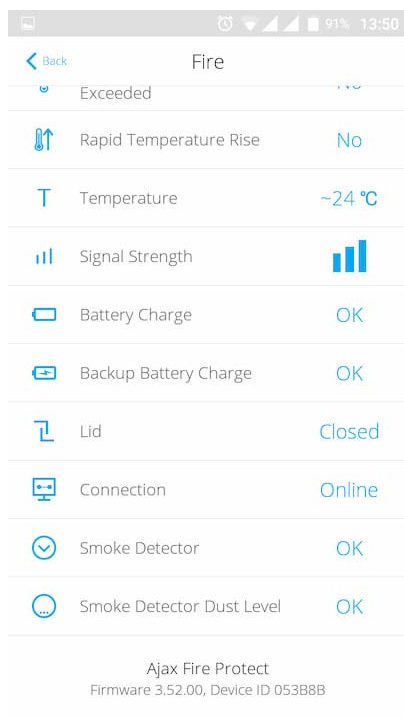 91% 13:50
Back Fire
Exceeded No
Rapid Temperature Rise No
T Temperature ~24 °C
Signal Strength
Battery Charge OK
Backup Battery Charge OK
Lid Closed
Connection Online
Smoke Detector OK
Smoke Detector Dust Level OK
Ajax Fire Protect
Firmware 3.52.00, Device ID 053B8B